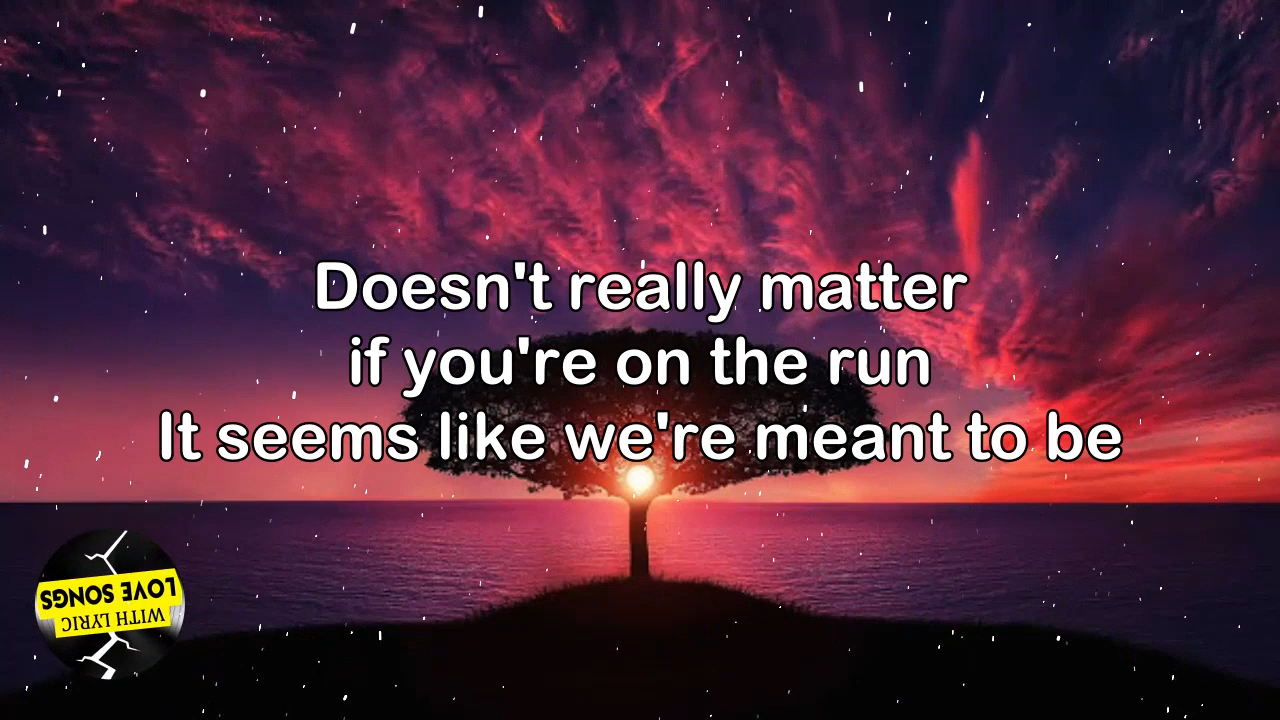 Doesn't really matter
if you're on the run
It seems like we're meant to be
LOVE SONGS
WITH LYRIC